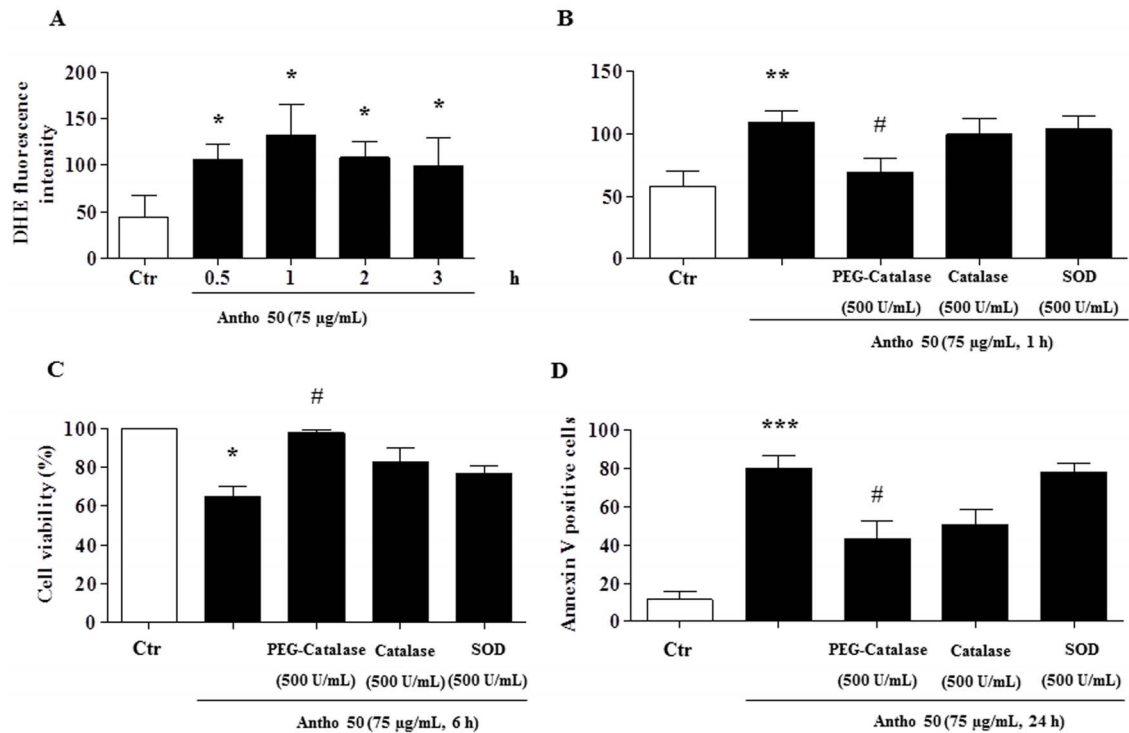 A
DHE fluorescence
intensity
200
150
100
50
0
*
*
*
*
Ctr
0.5
1
2
3
h
Antho 50 (75 µg/mL)
B
150
100
50
0
**
#
Ctr
PEG-Catalase
(500 U/mL)
Catalase
(500 U/mL)
SOD
(500 U/mL)
Antho 50 (75 µg/mL, 1 h)
C
Cell viability (%)
100
80
60
40
20
0
*
#
Ctr
PEG-Catalase
(500 U/mL)
Catalase
(500 U/mL)
SOD
(500 U/mL)
Antho 50 (75 µg/mL, 6 h)
D
Annexin V positive cells
100
80
60
40
20
0
***
#
Ctr
PEG-Catalase
(500 U/mL)
Catalase
(500 U/mL)
SOD
(500 U/mL)
Antho 50 (75 µg/mL, 24 h)